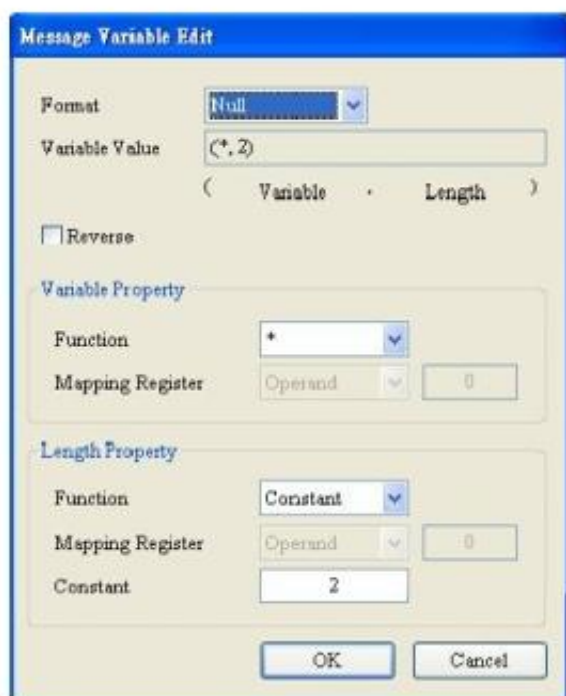 Message Variable Edit
Format Null
Variable Value (*, 2)
( Variable , Length )
Reverse
Variable Property
Function *
Mapping Register Operand 0
Length Property
Function Constant
Mapping Register Operand 0
Constant 2
OK Cancel